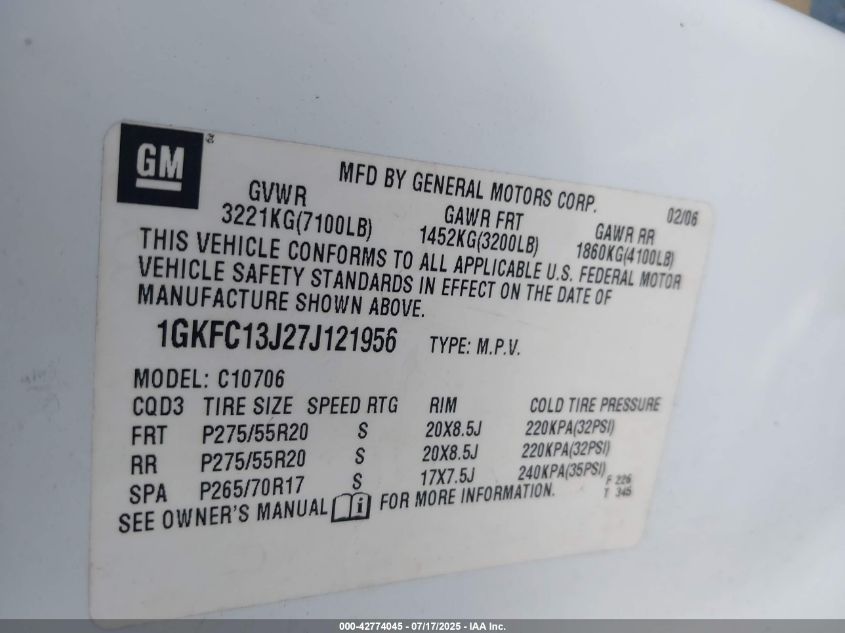 GM
MFD BY GENERAL MOTORS CORP. 02/06
GVWR GAWR FRT GAWR RR
3221KG(7100LB) 1452KG(3200LB) 1860KG(4100LB)
THIS VEHICLE CONFORMS TO ALL APPLICABLE U.S. FEDERAL MOTOR
VEHICLE SAFETY STANDARDS IN EFFECT ON THE DATE OF
MANUFACTURE SHOWN ABOVE.
1GKFC13J27J121956 TYPE: M.P.V.
MODEL: C10706
CQD3 TIRE SIZE SPEED RTG RIM COLD TIRE PRESSURE
FRT P275/55R20 S 20X8.5J 220KPA(32PSI)
RR P275/55R20 S 20X8.5J 220KPA(32PSI)
SPA P265/70R17 S 17X7.5J 240KPA(35PSI)
F 226
T 345
SEE OWNER'S MANUAL i FOR MORE INFORMATION.
000-42774045 - 07/17/2025 - IAA Inc.